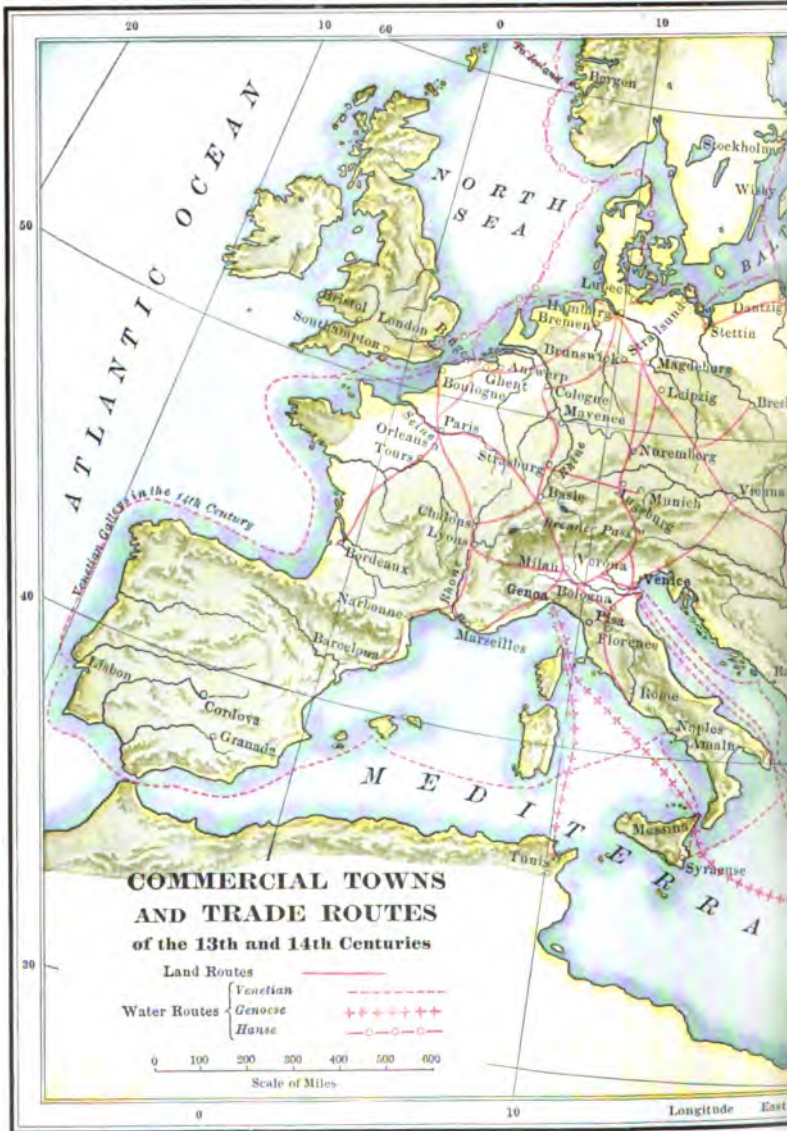 20
10
60
0
10
To Iceland
Bergen
Stockholm
Wisby
ATLANTIC OCEAN
NORTH
SEA
50
Lubeck
Hamburg
Bremen
Stralsund
Dantzig
Stettin
Bristol
London
Southampton
Brunswick
Magdeburg
Antwerp
Ghent
Boulogne
Cologne
Leipzig
Mayence
Seine
Paris
Orleans
Tours
Strasburg
Rhine
Nuremberg
Basle
Munich
Vienna
Venetian Galleys in the 14th Century
Chalons
Lyons
Brenner Pass
Bordeaux
Milan
Verona
Venice
Rhone
Genoa
Bologna
40
Narbonne
Pisa
Marseilles
Florence
Barcelona
Lisbon
Rome
Cordova
Naples
Granada
MEDITERRA
Messina
Tunis
Syracuse
COMMERCIAL TOWNS
AND TRADE ROUTES
of the 13th and 14th Centuries
30
Land Routes
Water Routes
Venetian
Genoese
Hanse
0 100 200 300 400 500 600
Scale of Miles
0
10
Longitude East